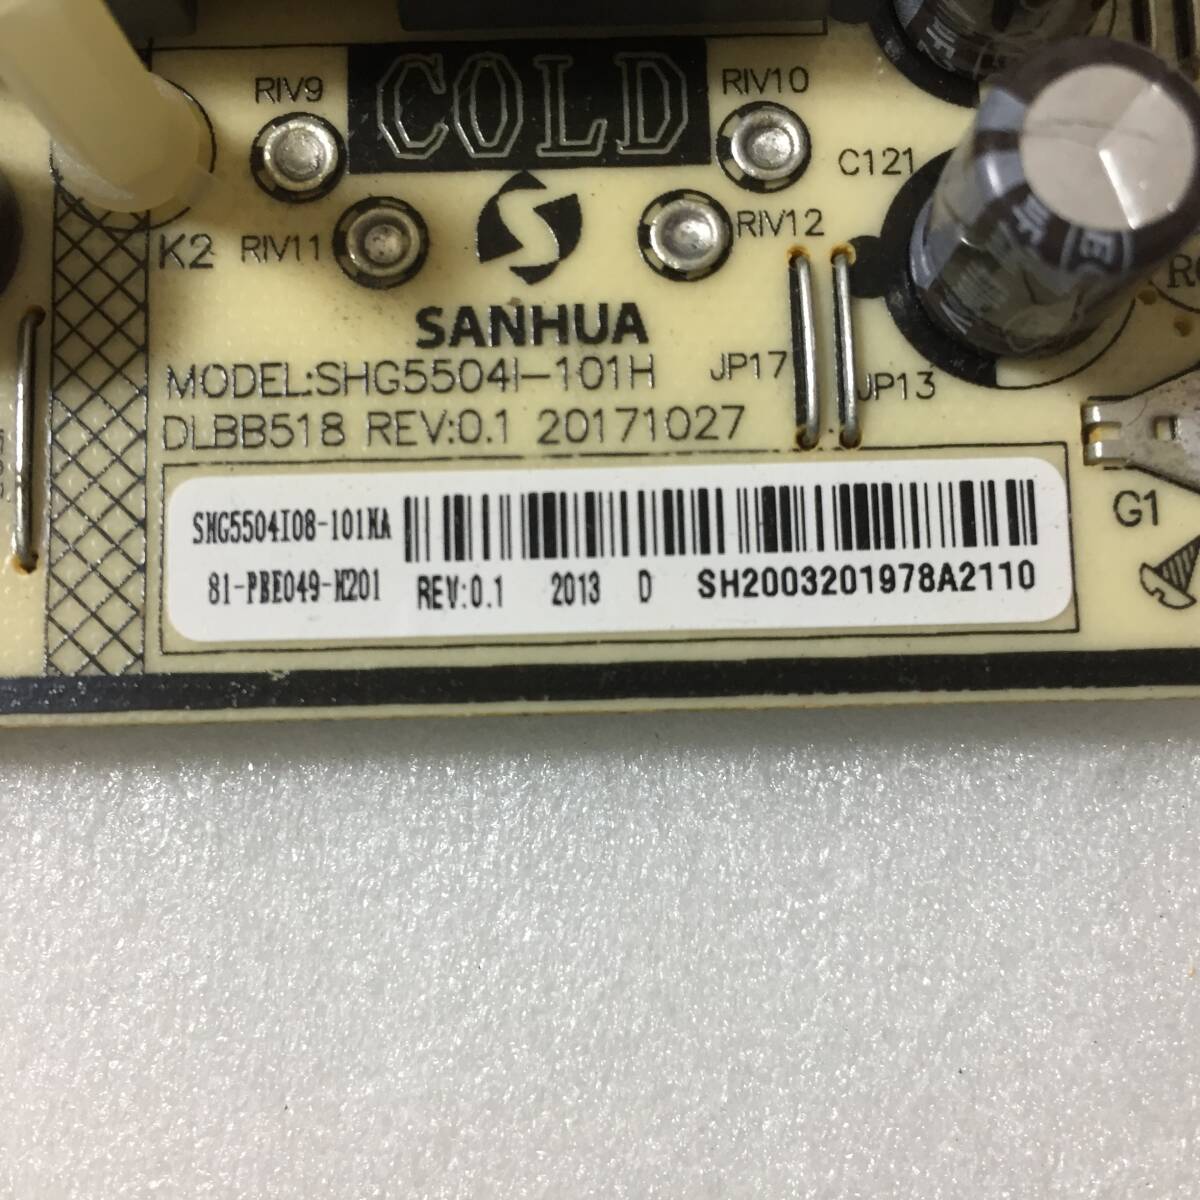 COLD
RIV9
RIV10
C121
K2
RIV11
RIV12
SANHUA
MODEL:SHG5504I-101H
JP17
JP13
DLBB518 REV:0.1 20171027
SHG5504I08-101HA
81-PBE049-H201
REV:0.1 2013 D SH2003201978A2110
G1